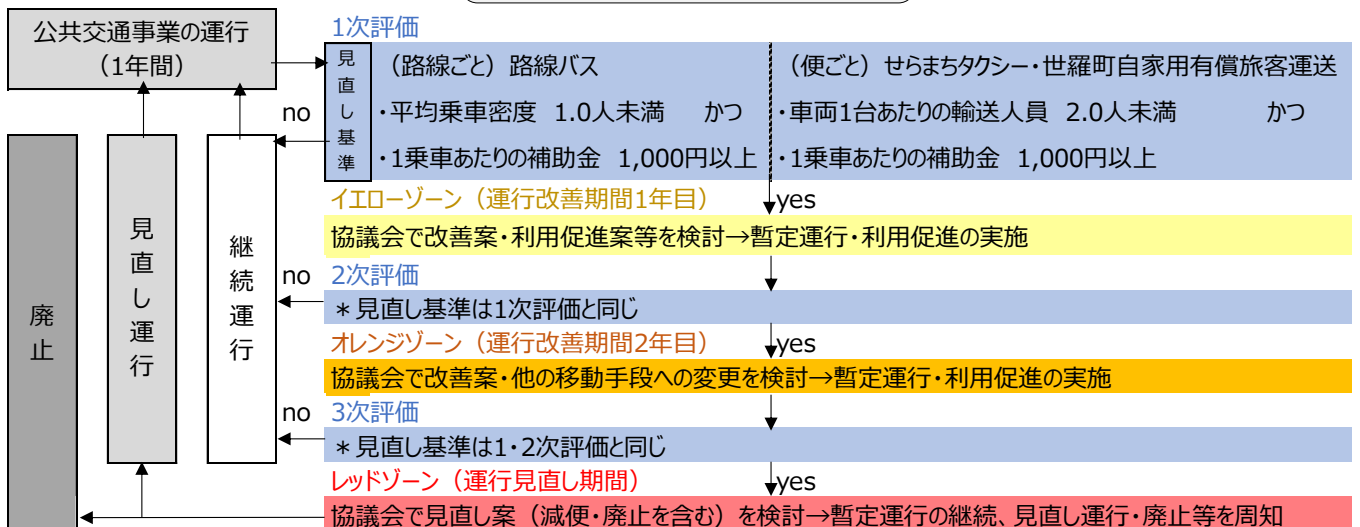 公共交通事業の運行
（1年間）
1次評価
見直し基準
（路線ごと）路線バス
・平均乗車密度 1.0人未満 かつ
・1乗車あたりの補助金 1,000円以上
（便ごと）せらまちタクシー・世羅町自家用有償旅客運送
・車両1台あたりの輸送人員 2.0人未満 かつ
・1乗車あたりの補助金 1,000円以上
no
イエローゾーン（運行改善期間1年目）
yes
協議会で改善案・利用促進案等を検討→暫定運行・利用促進の実施
no
2次評価
＊見直し基準は1次評価と同じ
オレンジゾーン（運行改善期間2年目）
yes
協議会で改善案・他の移動手段への変更を検討→暫定運行・利用促進の実施
no
3次評価
＊見直し基準は1・2次評価と同じ
レッドゾーン（運行見直し期間）
yes
協議会で見直し案（減便・廃止を含む）を検討→暫定運行の継続、見直し運行・廃止等を周知
継続運行
見直し運行
廃止